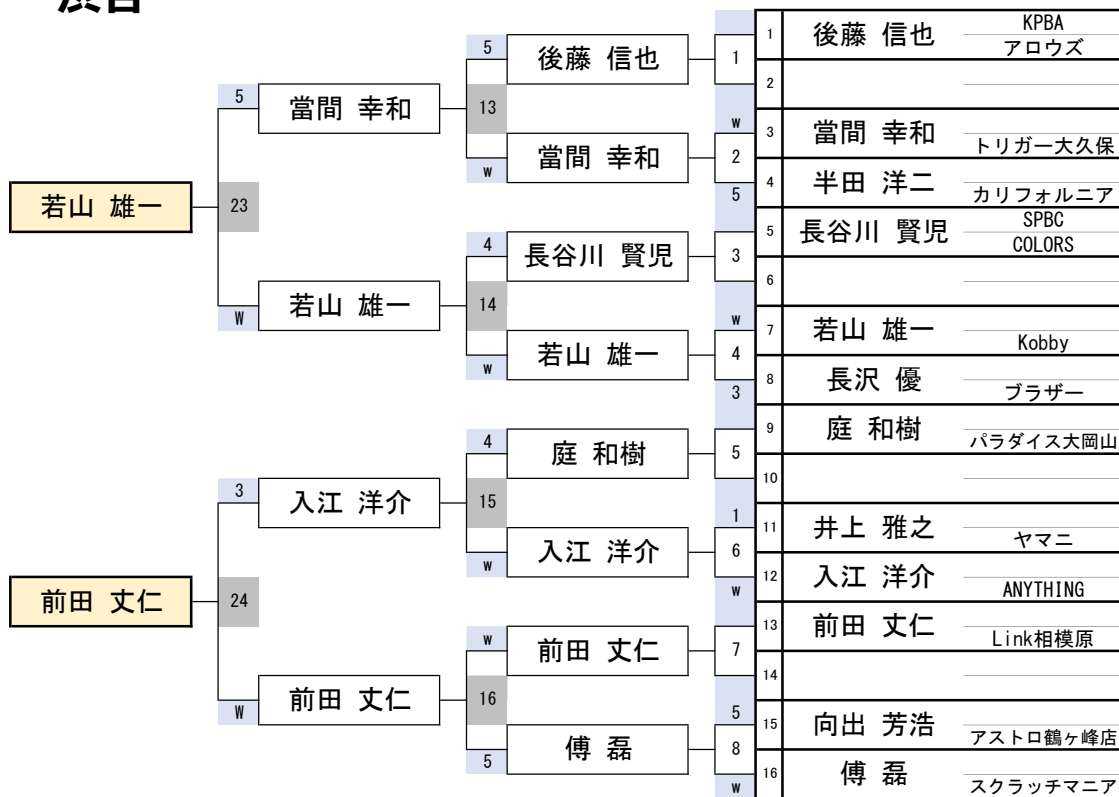 渋谷
5
後藤 信也
1
1
後藤 信也
KPBA
アロウズ
5
當間 幸和
13
2
W
當間 幸和
2
W
3
當間 幸和
トリガー大久保
5
4
半田 洋二
カリフォルニア
若山 雄一
23
4
長谷川 賢児
3
5
長谷川 賢児
SPBC
COLORS
W
若山 雄一
14
6
W
若山 雄一
4
W
7
若山 雄一
Kobby
3
8
長沢 優
ブラザー
4
庭 和樹
5
9
庭 和樹
パラダイス大岡山
3
入江 洋介
15
10
W
入江 洋介
6
1
11
井上 雅之
ヤマニ
W
12
入江 洋介
ANYTHING
前田 丈仁
24
W
前田 丈仁
7
13
前田 丈仁
Link相模原
W
前田 丈仁
16
14
5
傅 磊
8
5
15
向出 芳浩
アストロ鶴ヶ峰店
W
16
傅 磊
スクラッチマニア